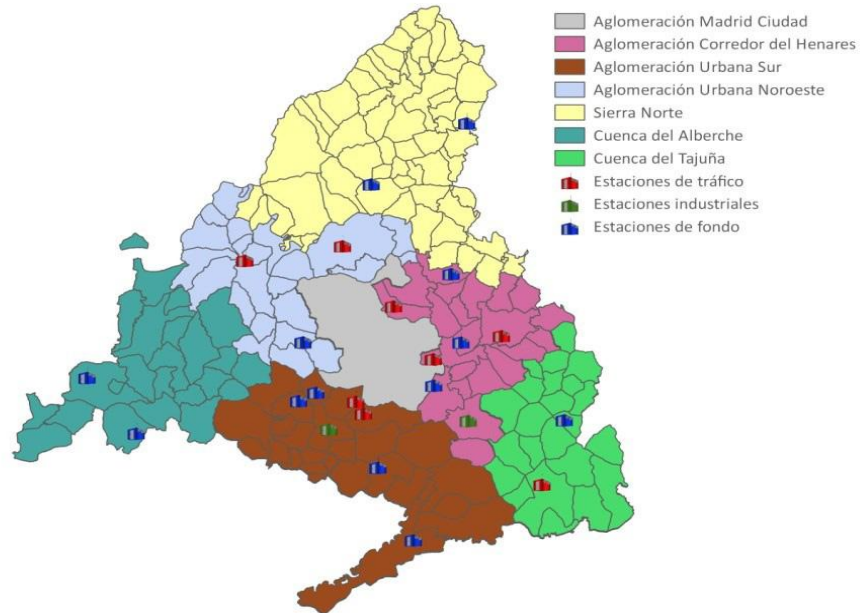 Aglomeración Madrid Ciudad
Aglomeración Corredor del Henares
Aglomeración Urbana Sur
Aglomeración Urbana Noroeste
Sierra Norte
Cuenca del Alberche
Cuenca del Tajuña
Estaciones de tráfico
Estaciones industriales
Estaciones de fondo